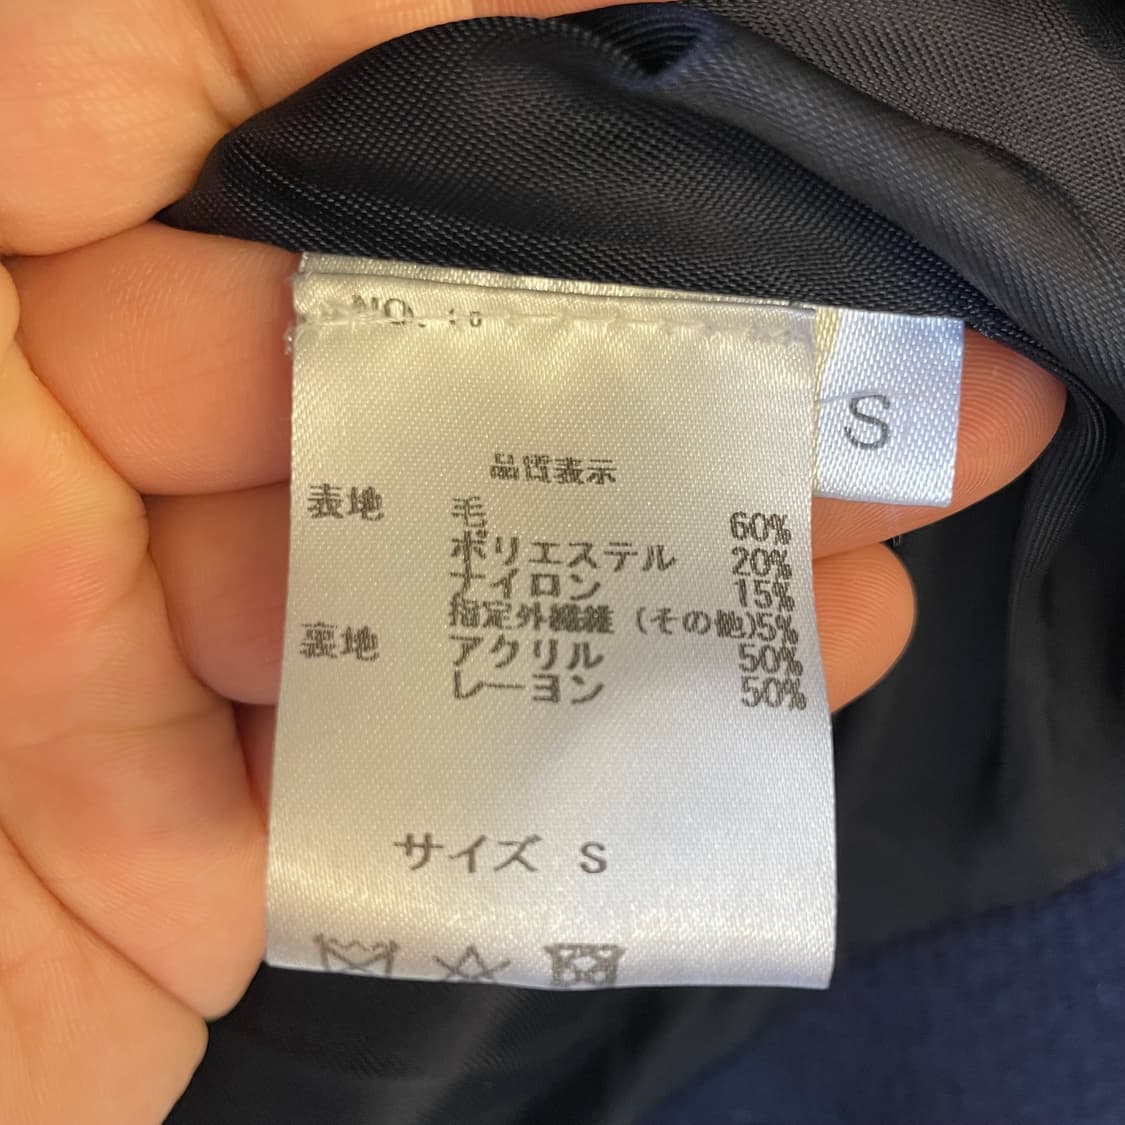 NO.
S
品質表示
表地 毛 60%
ポリエステル 20%
ナイロン 15%
指定外繊維 (その他)5%
裏地 アクリル 50%
レーヨン 50%
サイズ S